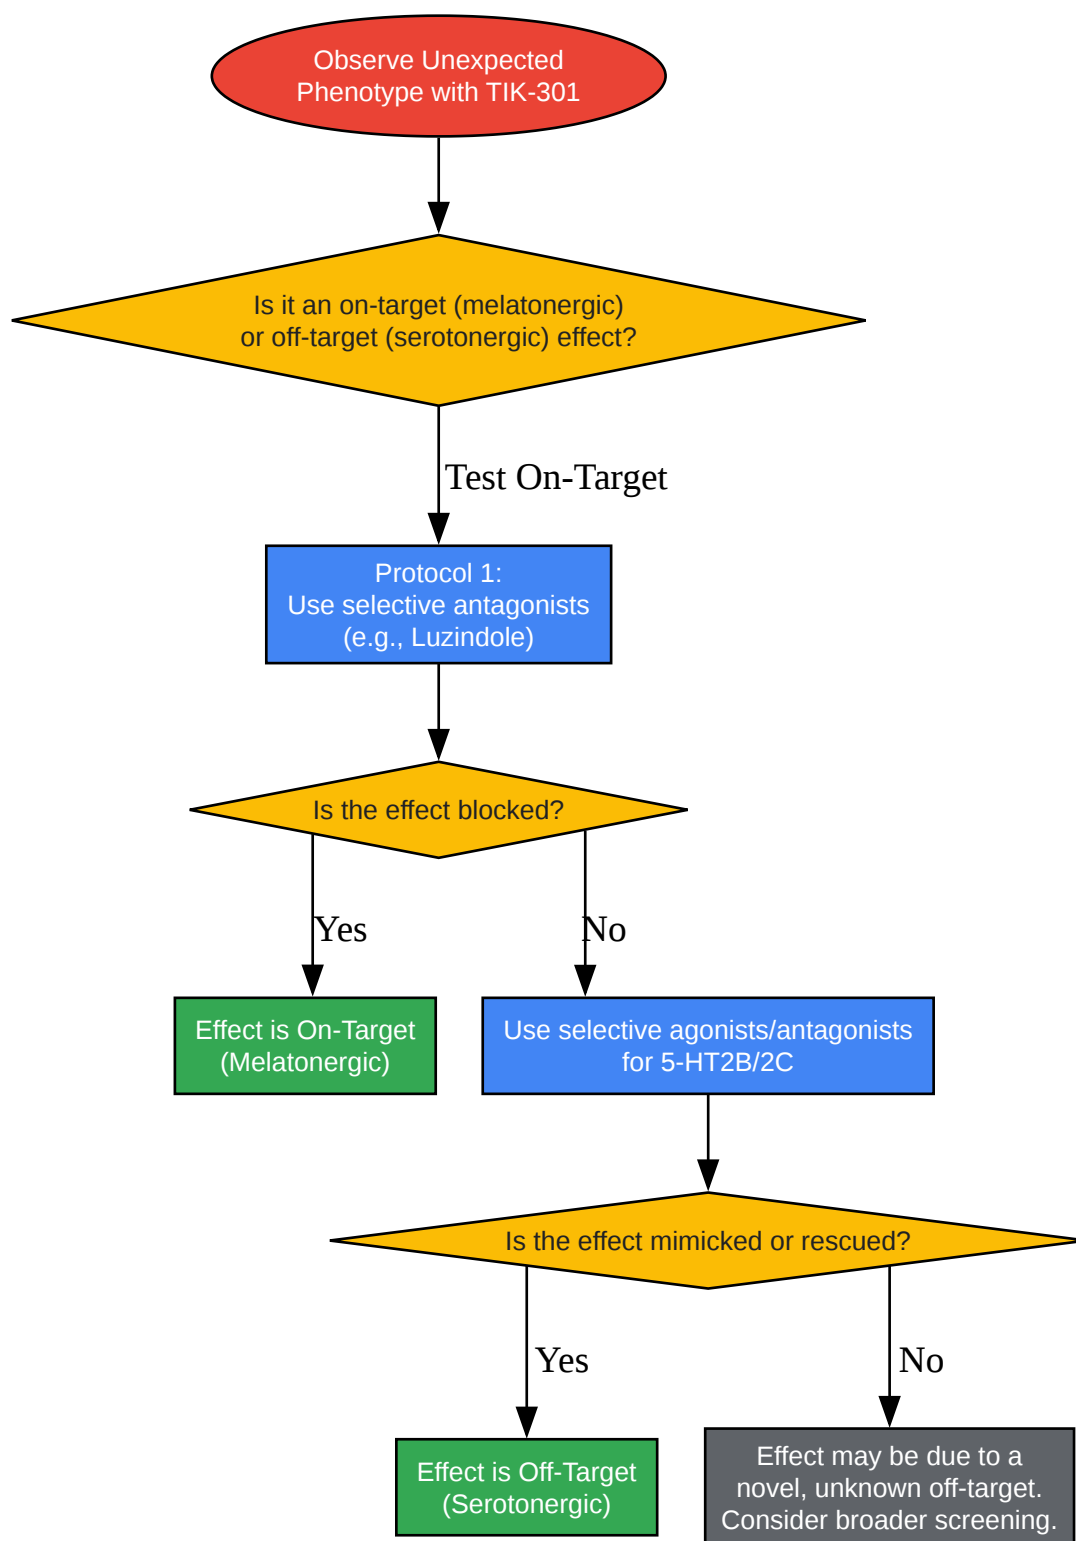 Observe Unexpected
Phenotype with TIK-301
Is it an on-target (melatonergic)
or off-target (serotonergic) effect?
Test On-Target
Protocol 1:
Use selective antagonists
(e.g., Luzindole)
Is the effect blocked?
Yes
No
Effect is On-Target
(Melatonergic)
Use selective agonists/antagonists
for 5-HT2B/2C
Is the effect mimicked or rescued?
Yes
No
Effect is Off-Target
(Serotonergic)
Effect may be due to a
novel, unknown off-target.
Consider broader screening.